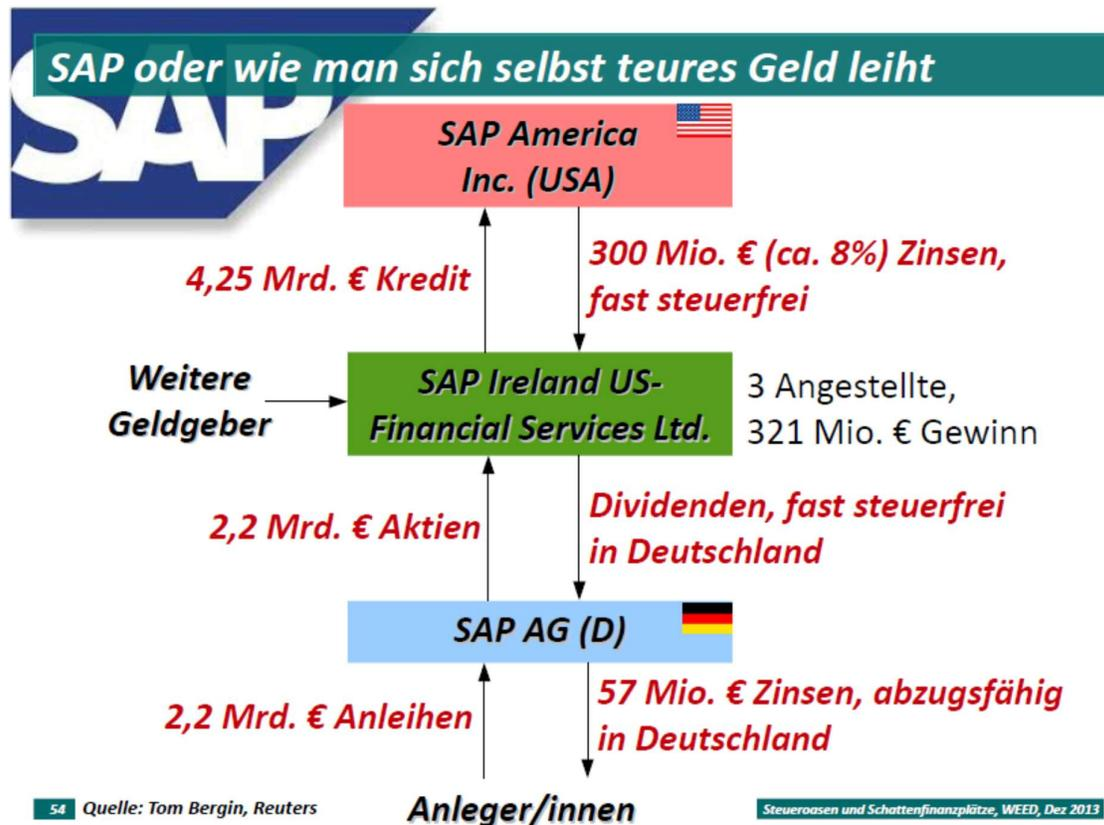 SAP
SAP oder wie man sich selbst teures Geld leiht
SAP America
Inc. (USA)
4,25 Mrd. € Kredit
300 Mio. € (ca. 8%) Zinsen,
fast steuerfrei
Weitere
Geldgeber
SAP Ireland US-
Financial Services Ltd.
3 Angestellte,
321 Mio. € Gewinn
2,2 Mrd. € Aktien
Dividenden, fast steuerfrei
in Deutschland
SAP AG (D)
2,2 Mrd. € Anleihen
57 Mio. € Zinsen, abzugsfähig
in Deutschland
Anleger/innen
54 Quelle: Tom Bergin, Reuters
Steueroasen und Schattenfinanzplätze, WEED, Dez 2013